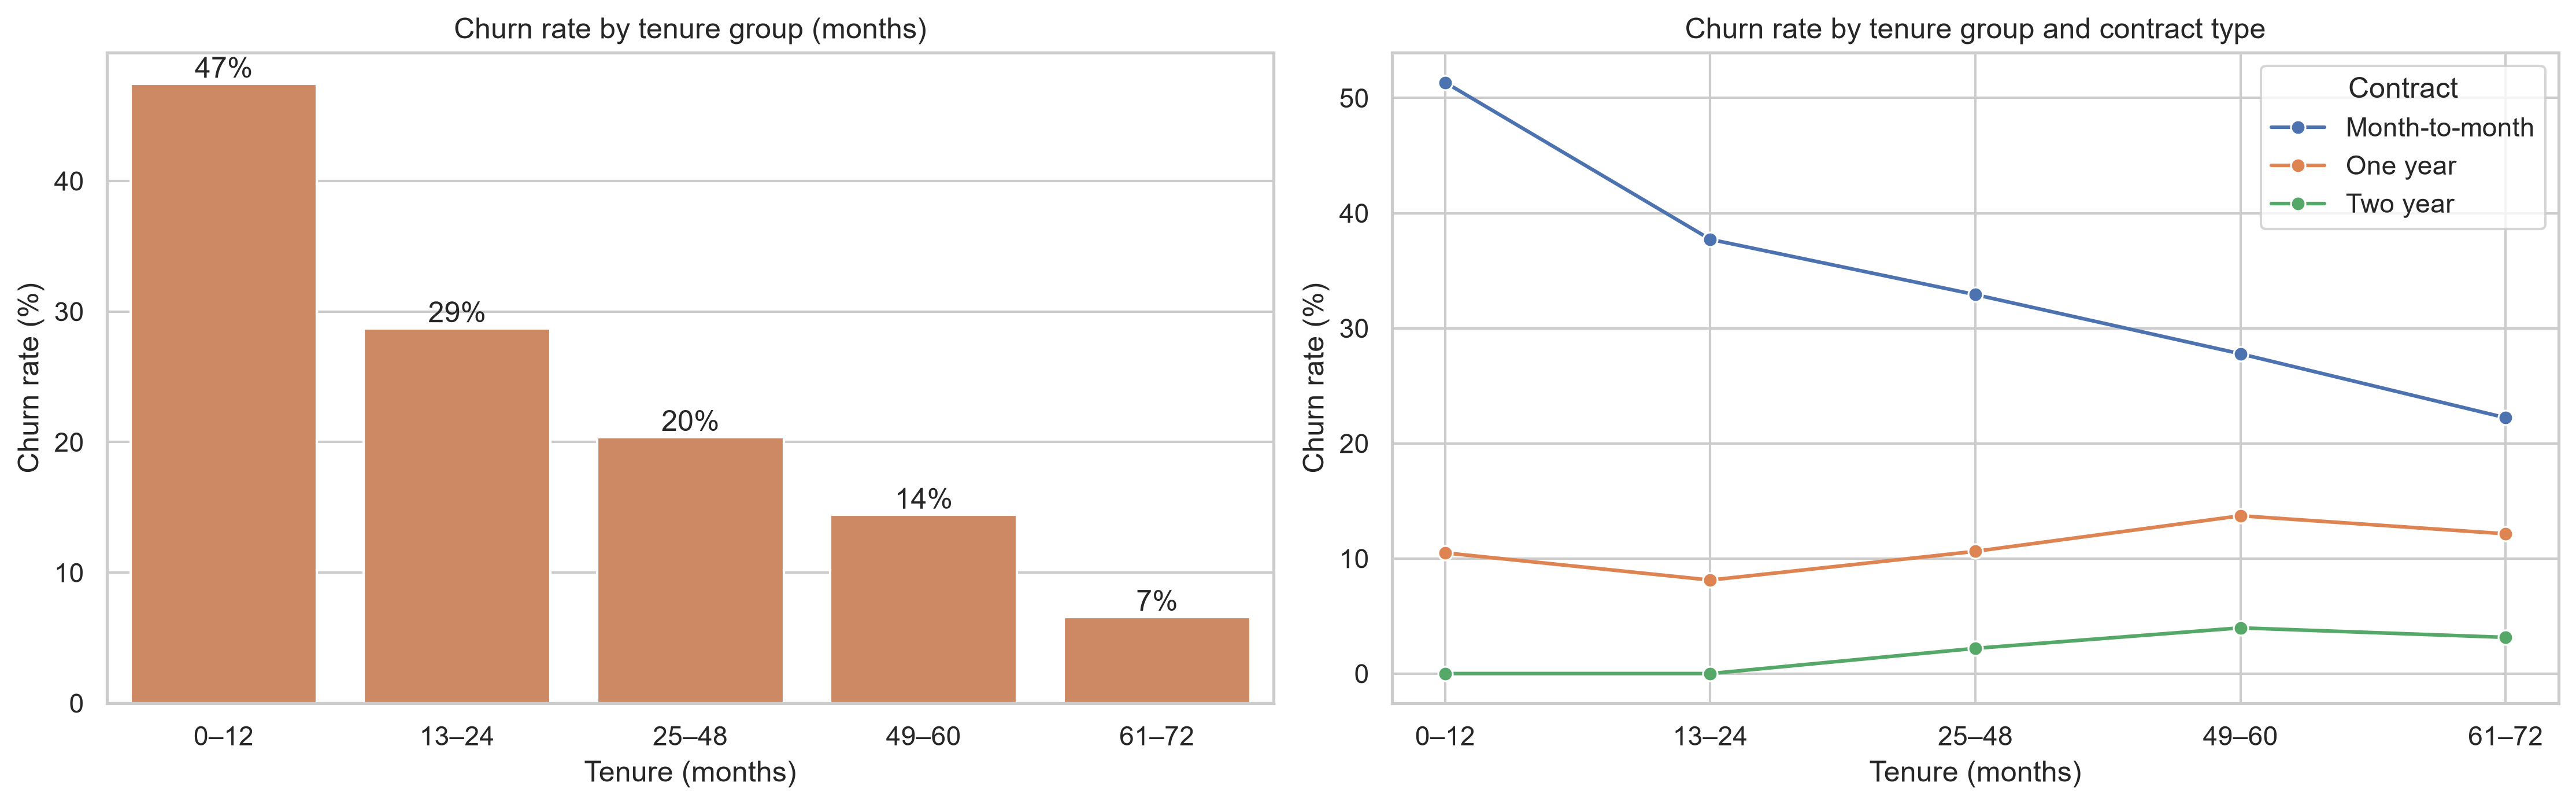 Churn rate by tenure group (months)
Churn rate (%)
40
30
20
10
0
47%
29%
20%
14%
7%
0–12
13–24
25–48
49–60
61–72
Tenure (months)
Churn rate by tenure group and contract type
Churn rate (%)
50
40
30
20
10
0
Contract
Month-to-month
One year
Two year
0–12
13–24
25–48
49–60
61–72
Tenure (months)